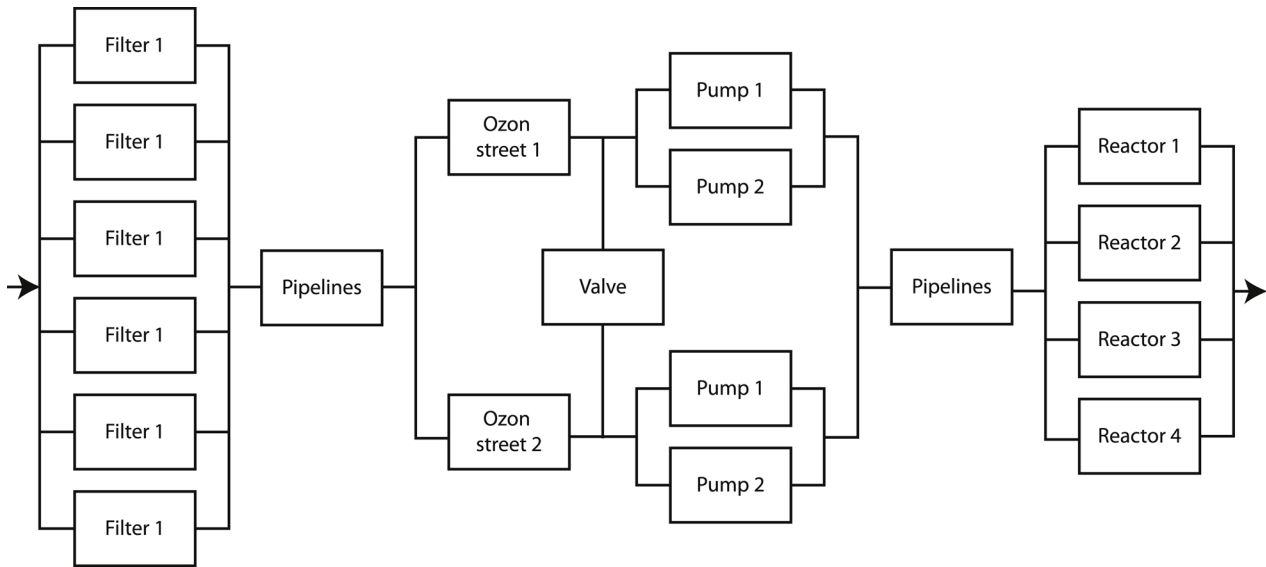 Filter 1
Filter 1
Filter 1
Filter 1
Filter 1
Filter 1
Pipelines
Ozon
street 1
Ozon
street 2
Valve
Pump 1
Pump 2
Pump 1
Pump 2
Pipelines
Reactor 1
Reactor 2
Reactor 3
Reactor 4